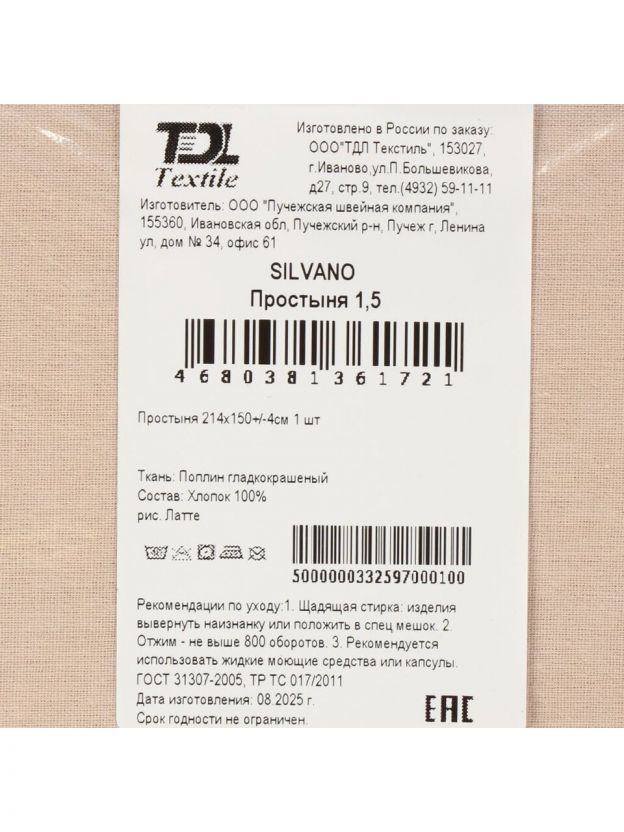 TDL
Textile
Изготовлено в России по заказу:
ООО"ТДЛ Текстиль", 153027,
г.Иваново,ул.П.Большевикова,
д27, стр.9, тел.(4932) 59-11-11
Изготовитель: ООО "Пучежская швейная компания",
155360, Ивановская обл, Пучежский р-н, Пучеж г, Ленина
ул, дом № 34, офис 61
SILVANO
Простыня 1,5
4680381361721
Простыня 214х150+/-4см 1 шт
Ткань: Поплин гладкокрашеный
Состав: Хлопок 100%
рис. Латте
5000000332597000100
Рекомендации по уходу:1. Щадящая стирка: изделия
вывернуть наизнанку или положить в спец мешок. 2.
Отжим - не выше 800 оборотов. 3. Рекомендуется
использовать жидкие моющие средства или капсулы.
ГОСТ 31307-2005, ТР ТС 017/2011
Дата изготовления: 08.2025 г.
Срок годности не ограничен.
EAC